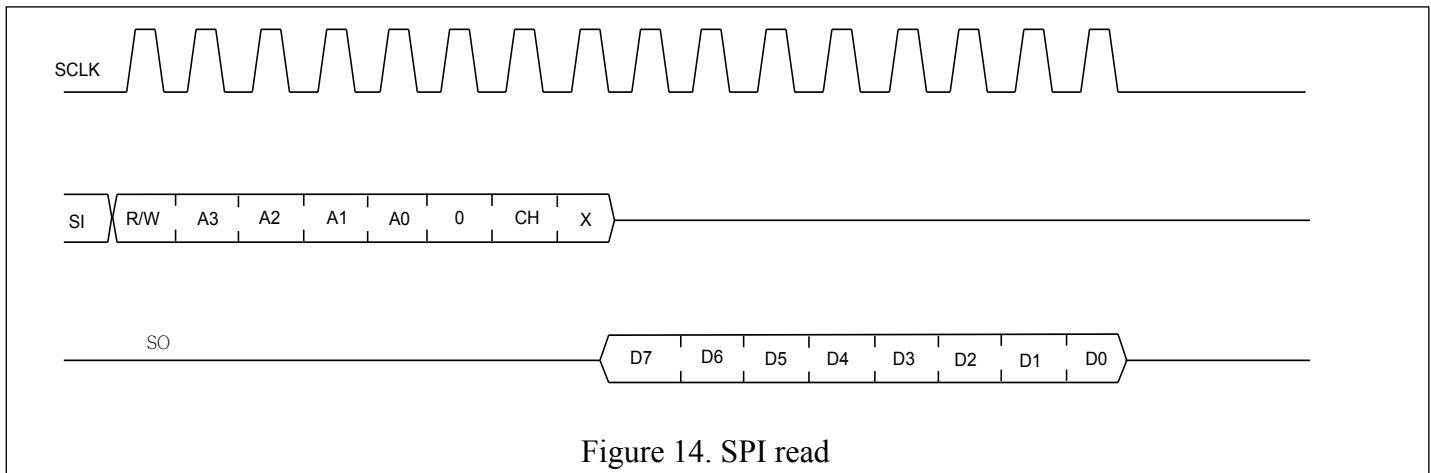 SCLK
SI R/W A3 A2 A1 A0 0 CH X
SO
D7 D6 D5 D4 D3 D2 D1 D0
Figure 14. SPI read